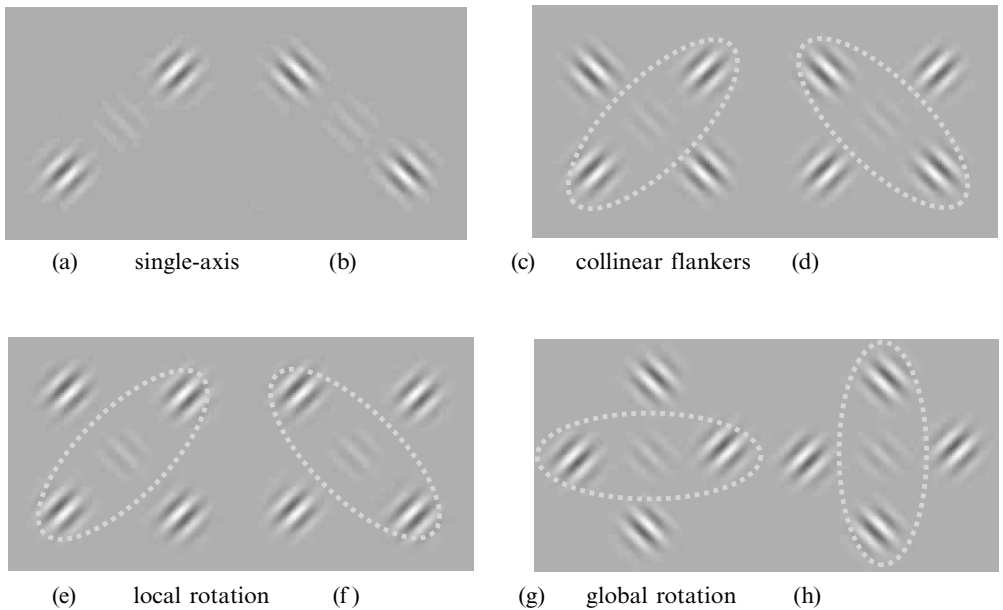 (a) single-axis (b)
(c) collinear flankers (d)
(e) local rotation (f)
(g) global rotation (h)